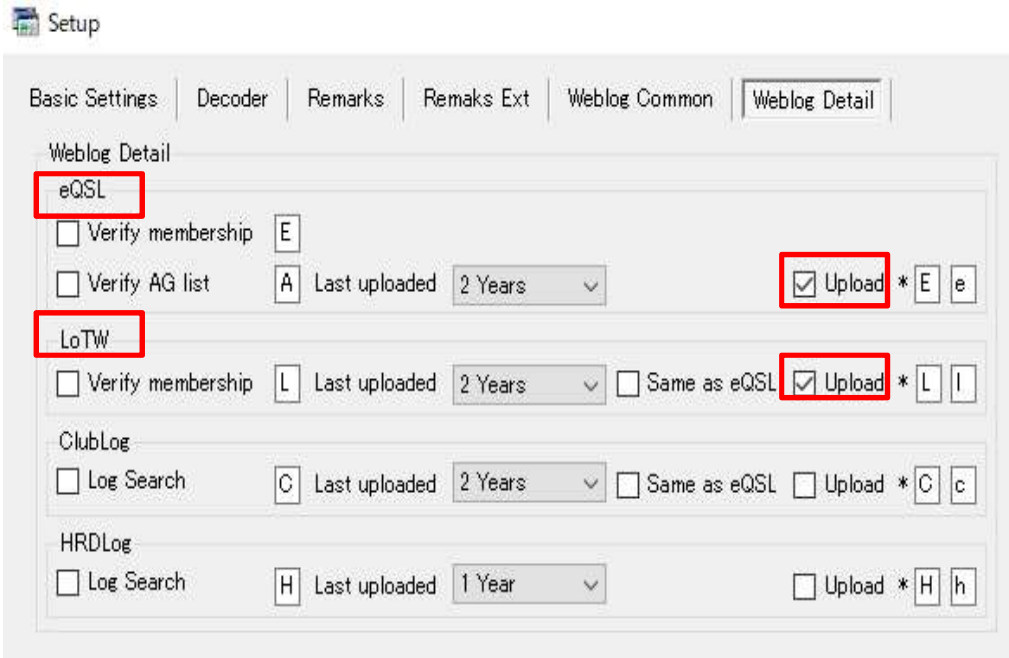 Setup
Basic Settings Decoder Remarks Remaks Ext Weblog Common Weblog Detail
Weblog Detail
eQSL
Verify membership E
Verify AG list A Last uploaded 2 Years Upload * E e
LoTW
Verify membership L Last uploaded 2 Years Same as eQSL Upload * L l
ClubLog
Log Search C Last uploaded 2 Years Same as eQSL Upload * C c
HRDLog
Log Search H Last uploaded 1 Year Upload * H h